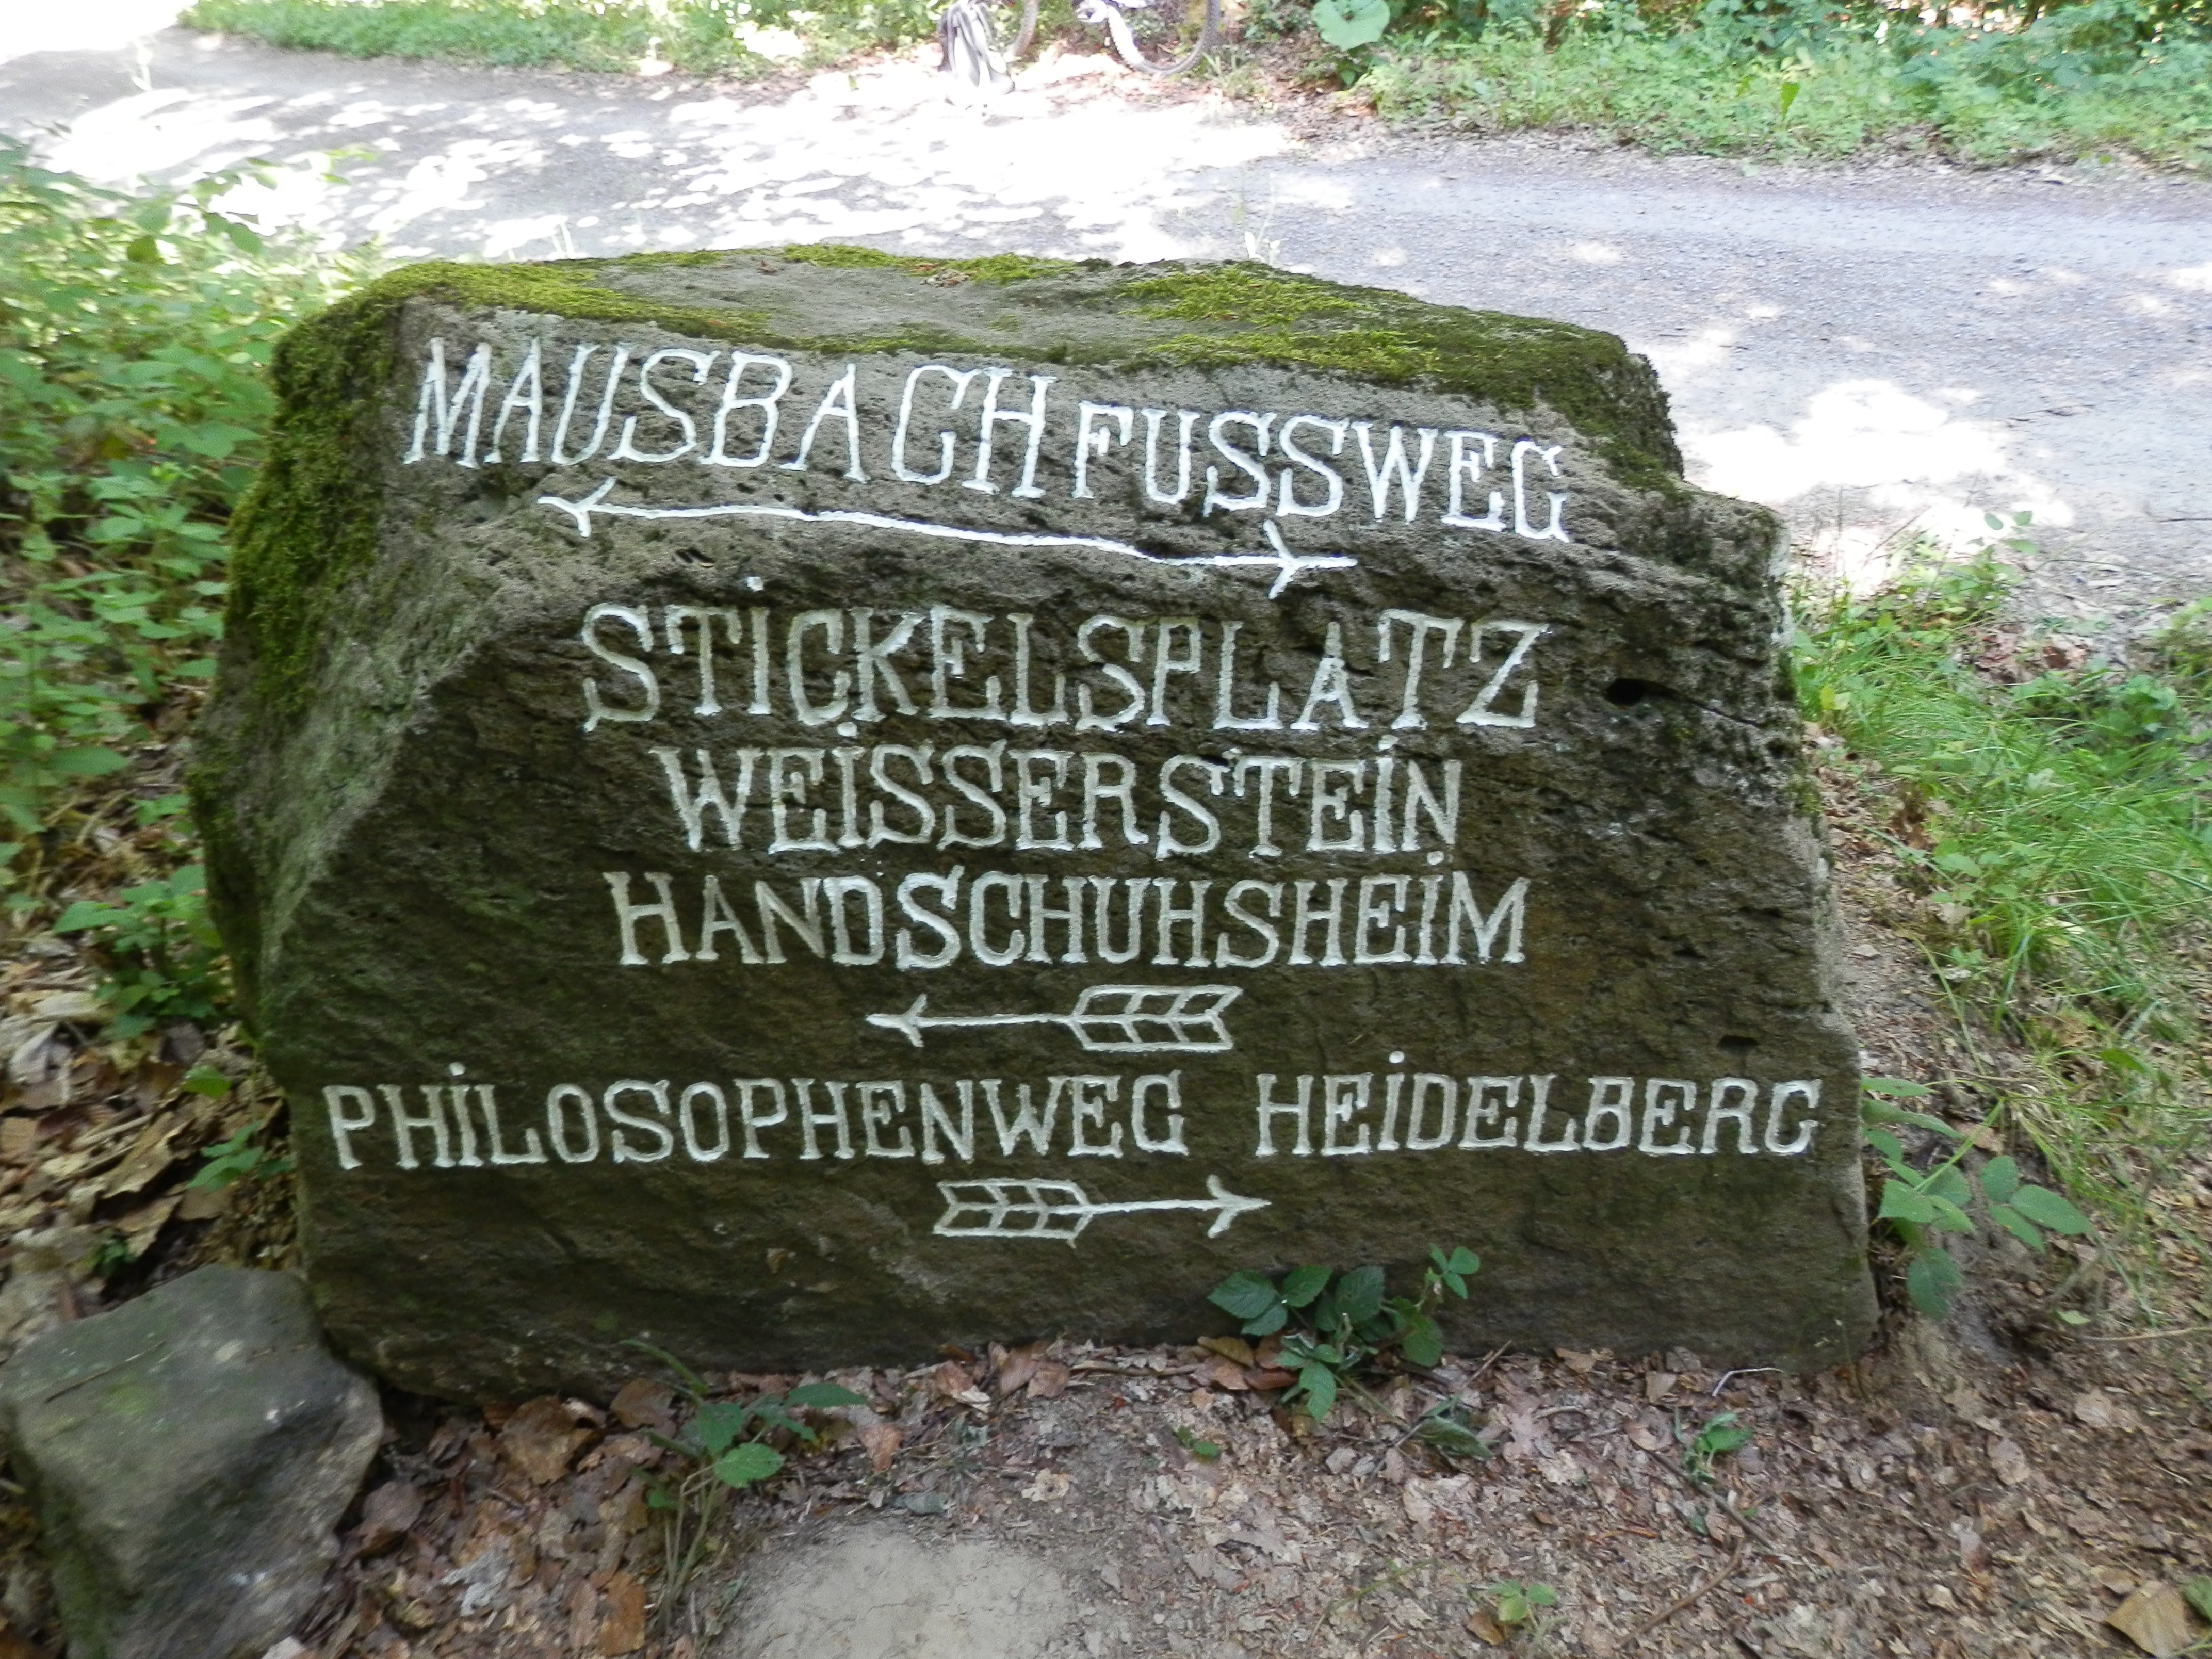 MAUSBACH FUSSWEG
STiCKELSPLATZ
WEiSSERSTEiN
HANDSCHUHSHEiM
PHiLOSOPHENWEG HEiDELBERG